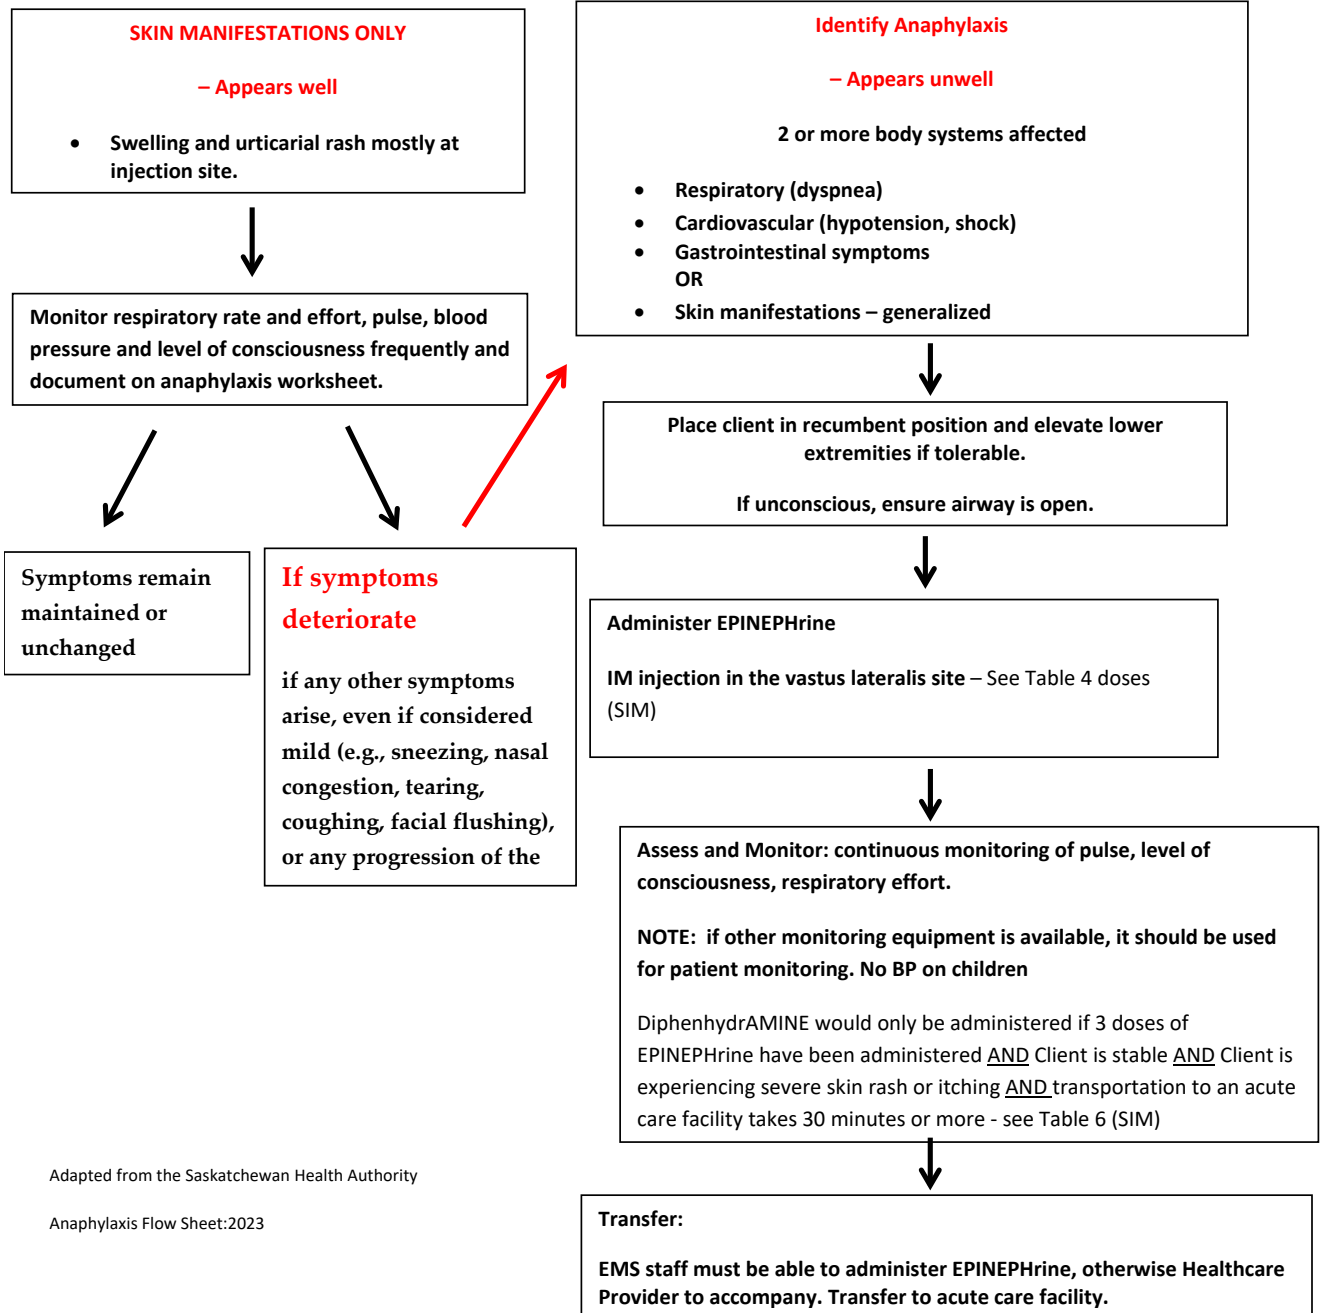 SKIN MANIFESTATIONS ONLY
– Appears well
• Swelling and urticarial rash mostly at
injection site.
Monitor respiratory rate and effort, pulse, blood
pressure and level of consciousness frequently and
document on anaphylaxis worksheet.
Symptoms remain
maintained or
unchanged
If symptoms
deteriorate
if any other symptoms
arise, even if considered
mild (e.g., sneezing, nasal
congestion, tearing,
coughing, facial flushing),
or any progression of the
Identify Anaphylaxis
– Appears unwell
2 or more body systems affected
• Respiratory (dyspnea)
• Cardiovascular (hypotension, shock)
• Gastrointestinal symptoms
OR
• Skin manifestations – generalized
Place client in recumbent position and elevate lower
extremities if tolerable.
If unconscious, ensure airway is open.
Administer EPINEPHrine
IM injection in the vastus lateralis site – See Table 4 doses
(SIM)
Assess and Monitor: continuous monitoring of pulse, level of
consciousness, respiratory effort.
NOTE: if other monitoring equipment is available, it should be used
for patient monitoring. No BP on children
DiphenhydrAMINE would only be administered if 3 doses of
EPINEPHrine have been administered AND Client is stable AND Client is
experiencing severe skin rash or itching AND transportation to an acute
care facility takes 30 minutes or more - see Table 6 (SIM)
Transfer:
EMS staff must be able to administer EPINEPHrine, otherwise Healthcare
Provider to accompany. Transfer to acute care facility.
Adapted from the Saskatchewan Health Authority
Anaphylaxis Flow Sheet:2023